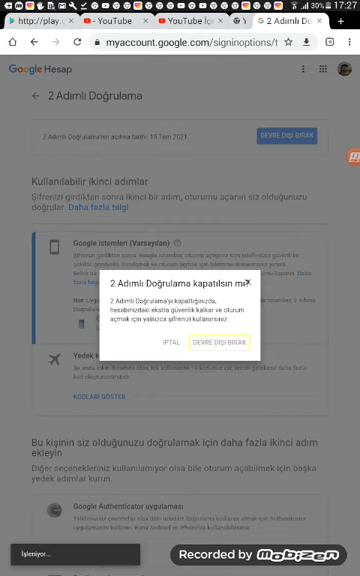 17:27
30%
http://play.g
YouTube
YouTube İç
2 Adımlı D
myaccount.google.com/signinoptions/t
Google Hesap
2 Adımlı Doğrulama
2 Adımlı Doğrulama'nın açılma tarihi: 15 Tem 2021
DEVRE DIŞI BIRAK
Kullanılabilir ikinci adımlar
Şifrenizi girdikten sonra ikinci bir adım, oturumu açanın siz olduğunuzu
doğrular. Daha fazla bilgi
Google istemleri (Varsayılan)
2 Adımlı Doğrulama kapatılsın mı
2 Adımlı Doğrulama'yı kapattığınızda,
hesabınızdaki ekstra güvenlik kalkar ve oturum
açmak için yalnızca şifrenizi kullanırsınız
İPTAL
DEVRE DIŞI BIRAK
Yedek k
KODLARI GÖSTER
Bu kişinin siz olduğunuzu doğrulamak için daha fazla ikinci adım
ekleyin
Diğer seçenekleriniz kullanılamıyor olsa bile oturum açabilmek için başka
yedek adımlar kurun.
Google Authenticator uygulaması
İşleniyor...
Recorded by mobizen